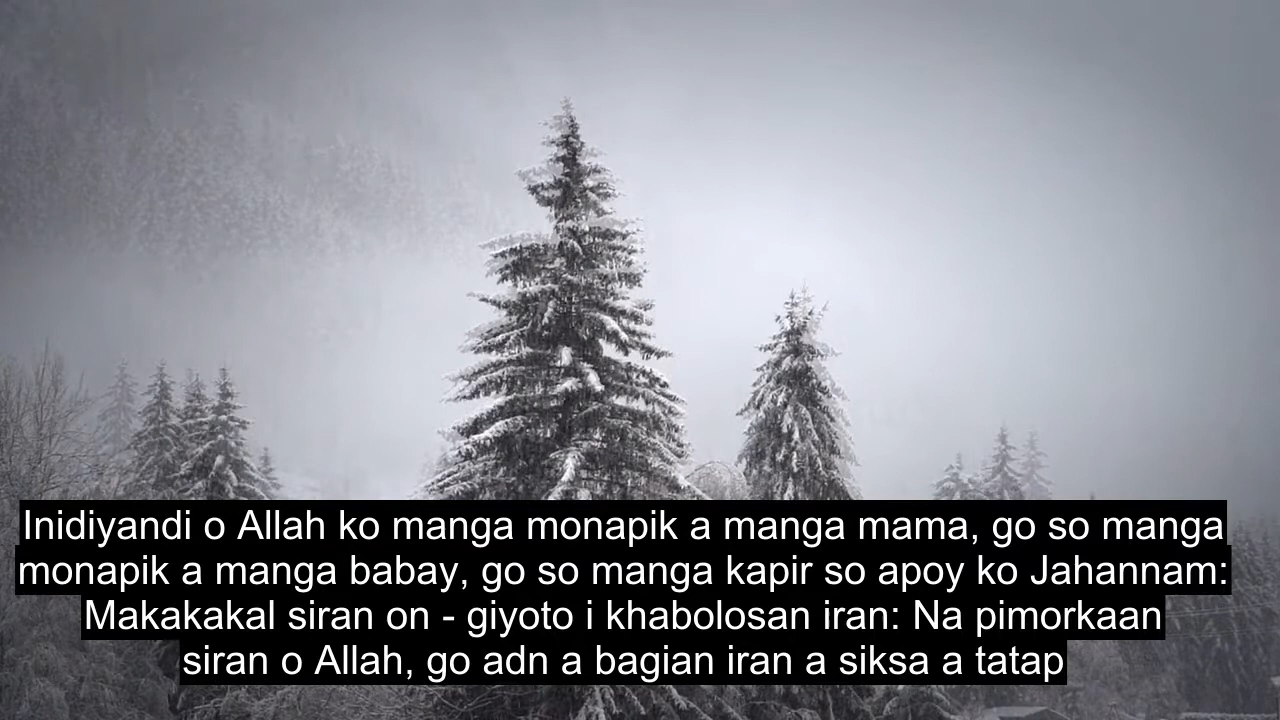 Inidiyandi o Allah ko manga monapik a manga mama, go so manga
monapik a manga babay, go so manga kapir so apoy ko Jahannam:
Makakakal siran on - giyoto i khabolosan iran: Na pimorkaan
siran o Allah, go adn a bagian iran a siksa a tatap